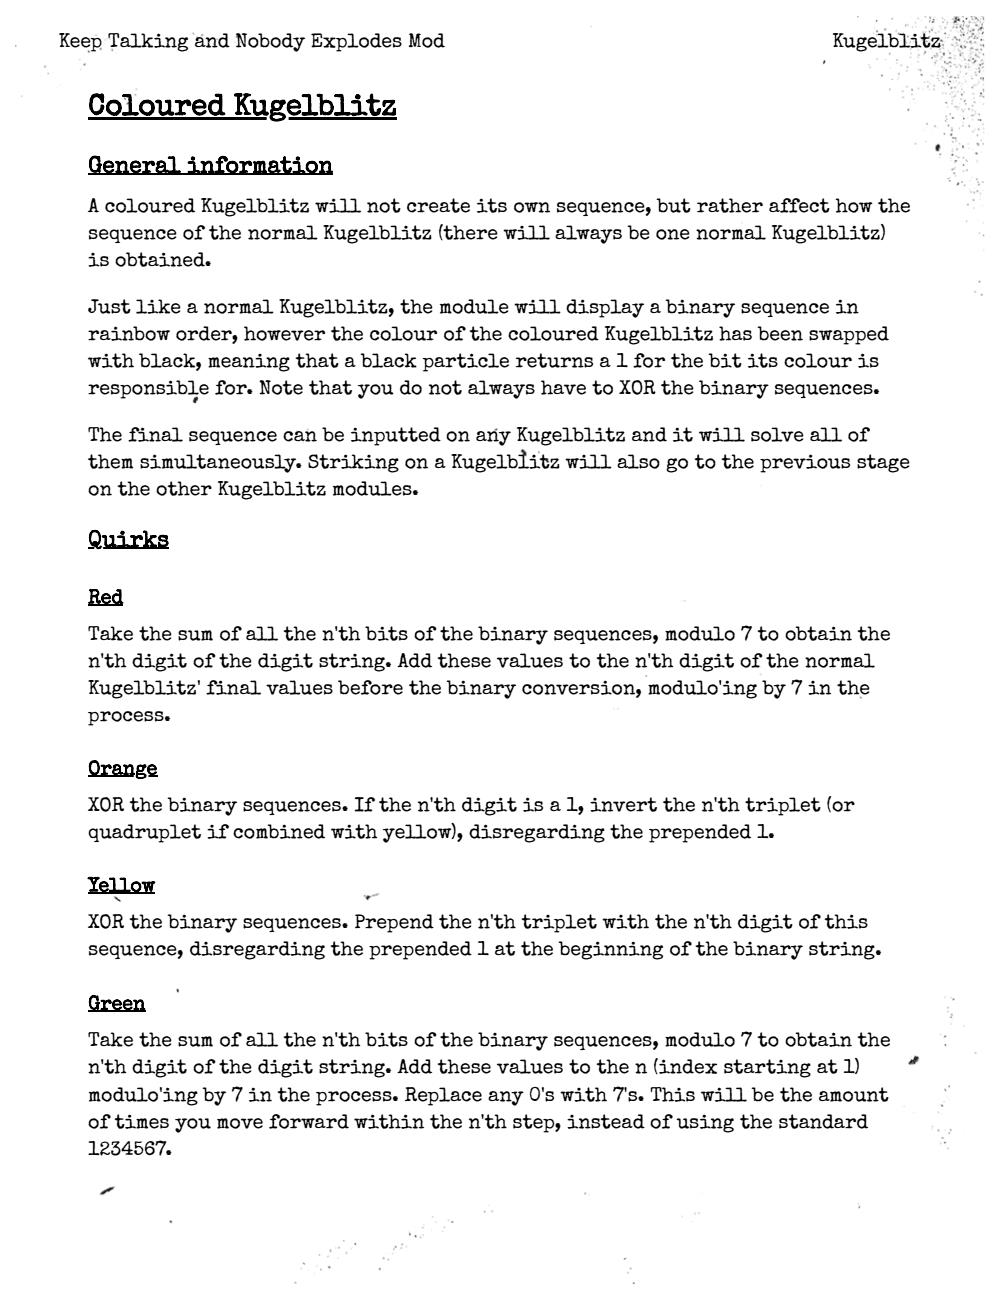 Keep Talking and Nobody Explodes Mod
Kugelblitz
Coloured Kugelblitz
General information
A coloured Kugelblitz will not create its own sequence, but rather affect how the
sequence of the normal Kugelblitz (there will always be one normal Kugelblitz)
is obtained.
Just like a normal Kugelblitz, the module will display a binary sequence in
rainbow order, however the colour of the coloured Kugelblitz has been swapped
with black, meaning that a black particle returns a 1 for the bit its colour is
responsible for. Note that you do not always have to XOR the binary sequences.
The final sequence can be inputted on any Kugelblitz and it will solve all of
them simultaneously. Striking on a Kugelblitz will also go to the previous stage
on the other Kugelblitz modules.
Quirks
Red
Take the sum of all the n'th bits of the binary sequences, modulo 7 to obtain the
n'th digit of the digit string. Add these values to the n'th digit of the normal
Kugelblitz' final values before the binary conversion, modulo'ing by 7 in the
process.
Orange
XOR the binary sequences. If the n'th digit is a 1, invert the n'th triplet (or
quadruplet if combined with yellow), disregarding the prepended 1.
Yellow
XOR the binary sequences. Prepend the n'th triplet with the n'th digit of this
sequence, disregarding the prepended 1 at the beginning of the binary string.
Green
Take the sum of all the n'th bits of the binary sequences, modulo 7 to obtain the
n'th digit of the digit string. Add these values to the n (index starting at 1)
modulo'ing by 7 in the process. Replace any 0's with 7's. This will be the amount
of times you move forward within the n'th step, instead of using the standard
1234567.